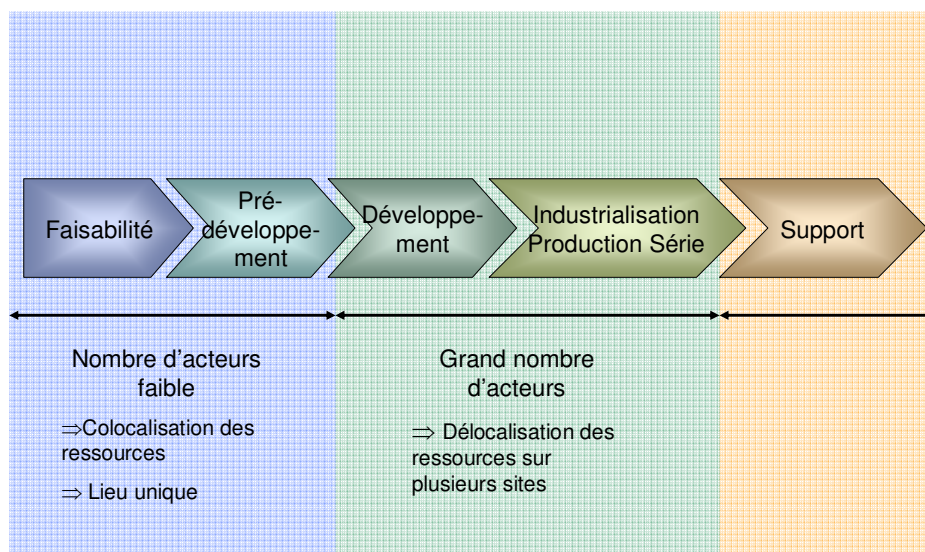 Faisabilité
Pré-
développe-
ment
Développe-
ment
Industrialisation
Production Série
Support
Nombre d’acteurs
faible
⇒Colocalisation des
ressources
⇒ Lieu unique
Grand nombre
d’acteurs
⇒ Délocalisation des
ressources sur
plusieurs sites